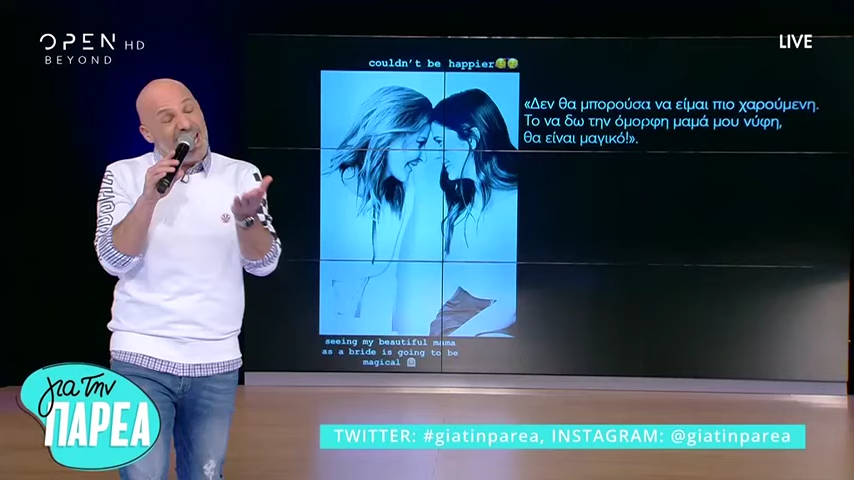 OPEN HD
BEYOND
LIVE
couldn't be happier
«Δεν θα μπορούσα να είμαι πιο χαρούμενη.
Το να δω την όμορφη μαμά μου νύφη,
θα είναι μαγικό!».
seeing my beautiful mama
as a bride is going to be
magical
για την
ΠΑΡΕΑ
TWITTER: #giatinparea, INSTAGRAM: @giatinparea